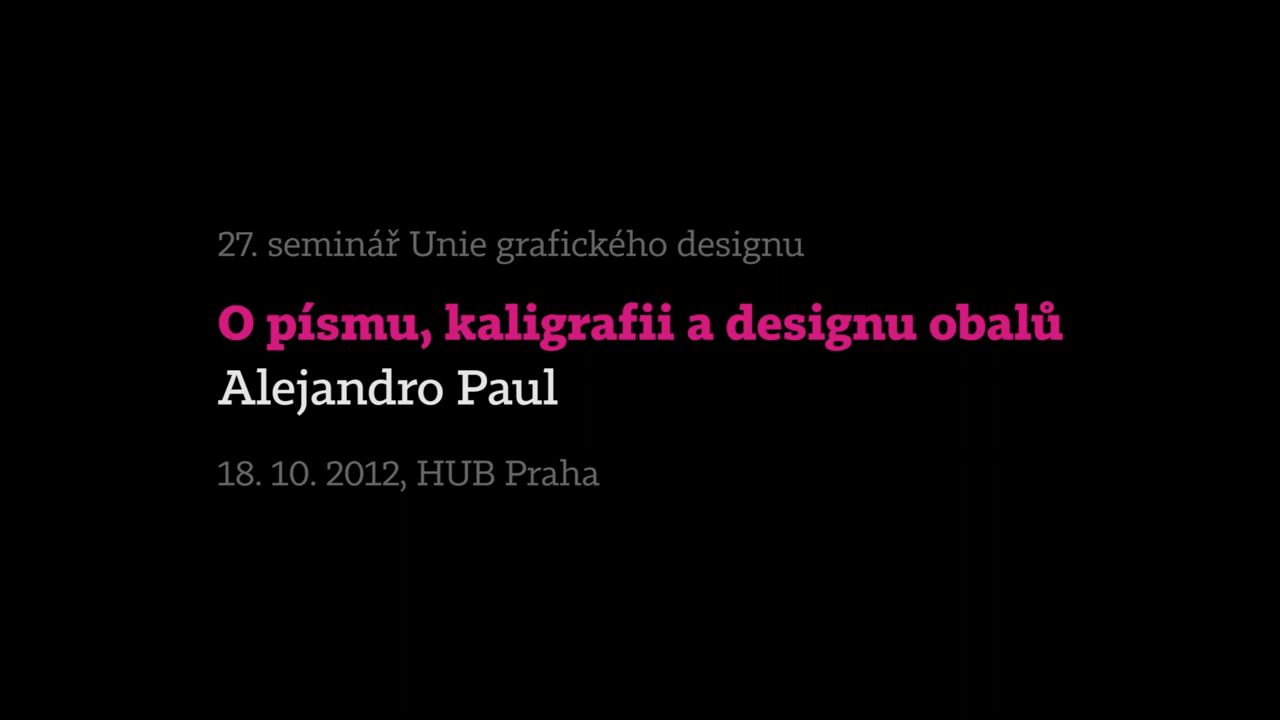 27. seminář Unie grafického designu
O písmu, kaligrafii a designu obalů
Alejandro Paul
18. 10. 2012, HUB Praha